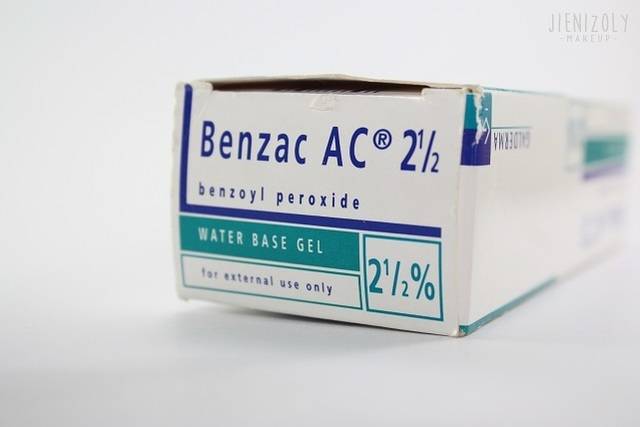 JIENIZOLY
-MAKEUP-
Benzac AC® 2½
benzoyl peroxide
WATER BASE GEL
for external use only
2½%
GALDERMA